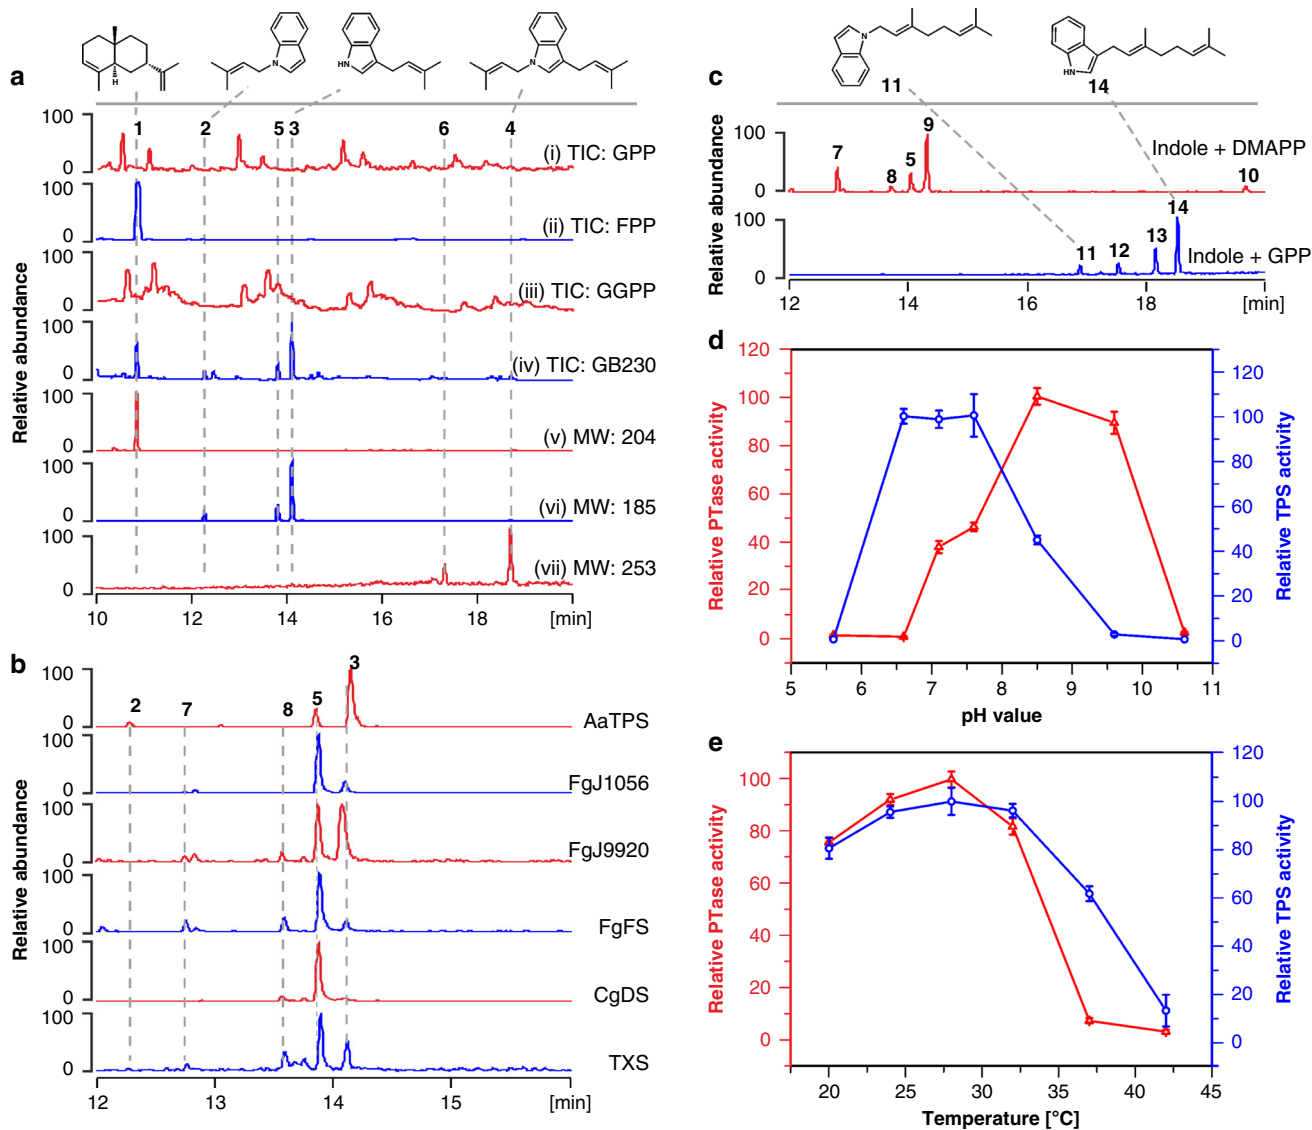 a
H
N
HN
N
1 2 5 3 6 4
100
0
(i) TIC: GPP
100
0
(ii) TIC: FPP
100
0
(iii) TIC: GGPP
100
0
(iv) TIC: GB230
100
0
(v) MW: 204
100
0
(vi) MW: 185
100
0
(vii) MW: 253
Relative abundance
10 12 14 16 18 [min]
b
2 7 8 5 3
100
0
AaTPS
100
0
FgJ1056
100
0
FgJ9920
100
0
FgFS
100
0
CgDS
100
0
TXS
Relative abundance
12 13 14 15 [min]
c
N
11
HN
14
100
0
7 8 5 9 10
Indole + DMAPP
100
0
11 12 13 14
Indole + GPP
Relative abundance
12 14 16 18 [min]
d
120
100
80
60
40
20
0
Relative PTase activity
120
100
80
60
40
20
0
Relative TPS activity
5 6 7 8 9 10 11
pH value
e
100
80
60
40
20
0
Relative PTase activity
120
100
80
60
40
20
0
Relative TPS activity
20 25 30 35 40 45
Temperature [°C]